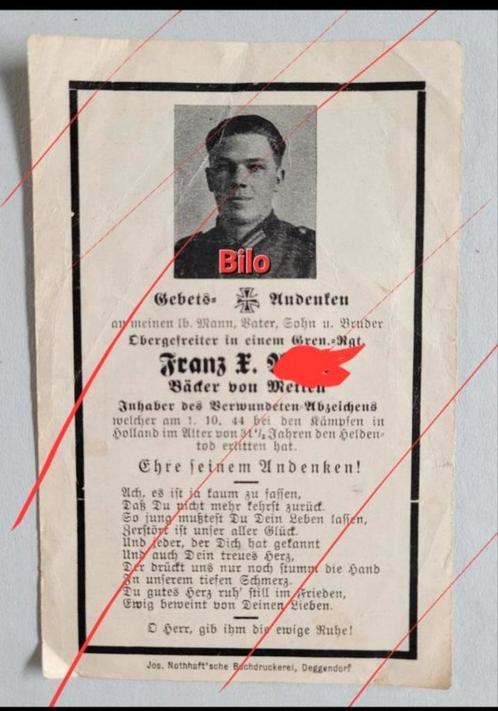 Bilo
Gebets- Andenken
an meinen lb. Mann, Vater, Sohn u. Bruder
Obergefreiter in einem Gren.-Rgt.
Franz X.
Bäcker von Metten
Inhaber des Verwundeten-Abzeichens
welcher am 1. 10. 44 bei den Kämpfen in
Holland im Alter von 31½ Jahren den Helden-
tod erlitten hat.
Ehre seinem Andenken!
Ach, es ist ja kaum zu fassen,
Daß Du nicht mehr kehrst zurück.
So jung mußtest Du Dein Leben lassen,
Zerstört ist unser aller Glück.
Und jeder, der Dich hat gekannt
Und auch Dein treues Herz,
Der drückt uns nur noch stumm die Hand
In unserem tiefen Schmerz.
Du gutes Herz ruh' still im Frieden,
Ewig beweint von Deinen Lieben.
O Herr, gib ihm die ewige Ruhe!
Jos. Nothhaft'sche Buchdruckerei, Deggendorf